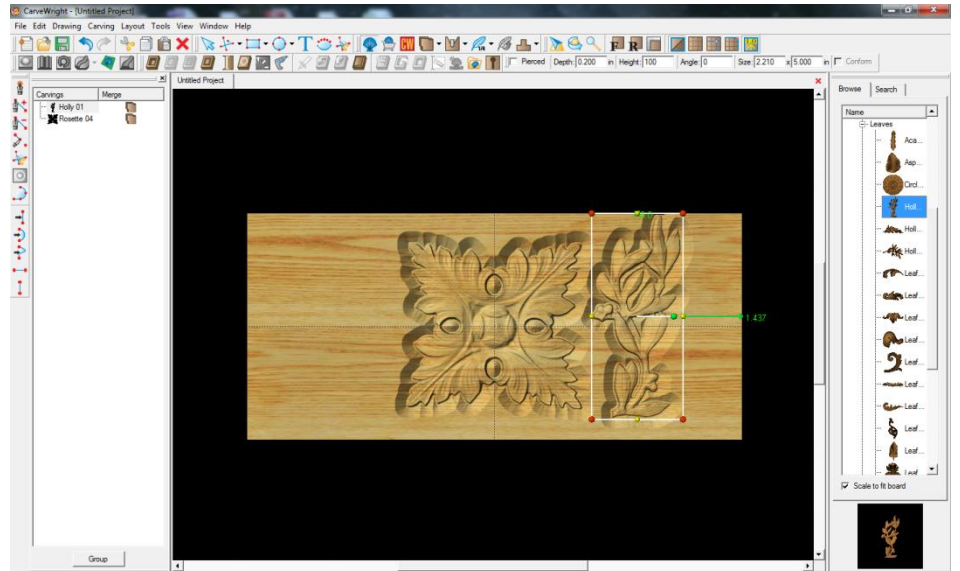 CarveWright - [Untitled Project]
File Edit Drawing Carving Layout Tools View Window Help
CW
F R
Pierced Depth: 0.200 in Height: 100 Angle: 0 Size: 2.210 x 5.000 in Conform
Untitled Project
Carvings Merge
Holly 01
Rosette 04
1.437
Browse Search
Name
Leaves
Aca...
Asp...
Circl...
Holl...
Holl...
Holl...
Leaf...
Leaf...
Leaf...
Leaf...
Leaf...
Leaf...
Leaf...
Leaf...
Leaf...
Leaf
Scale to fit board
Group